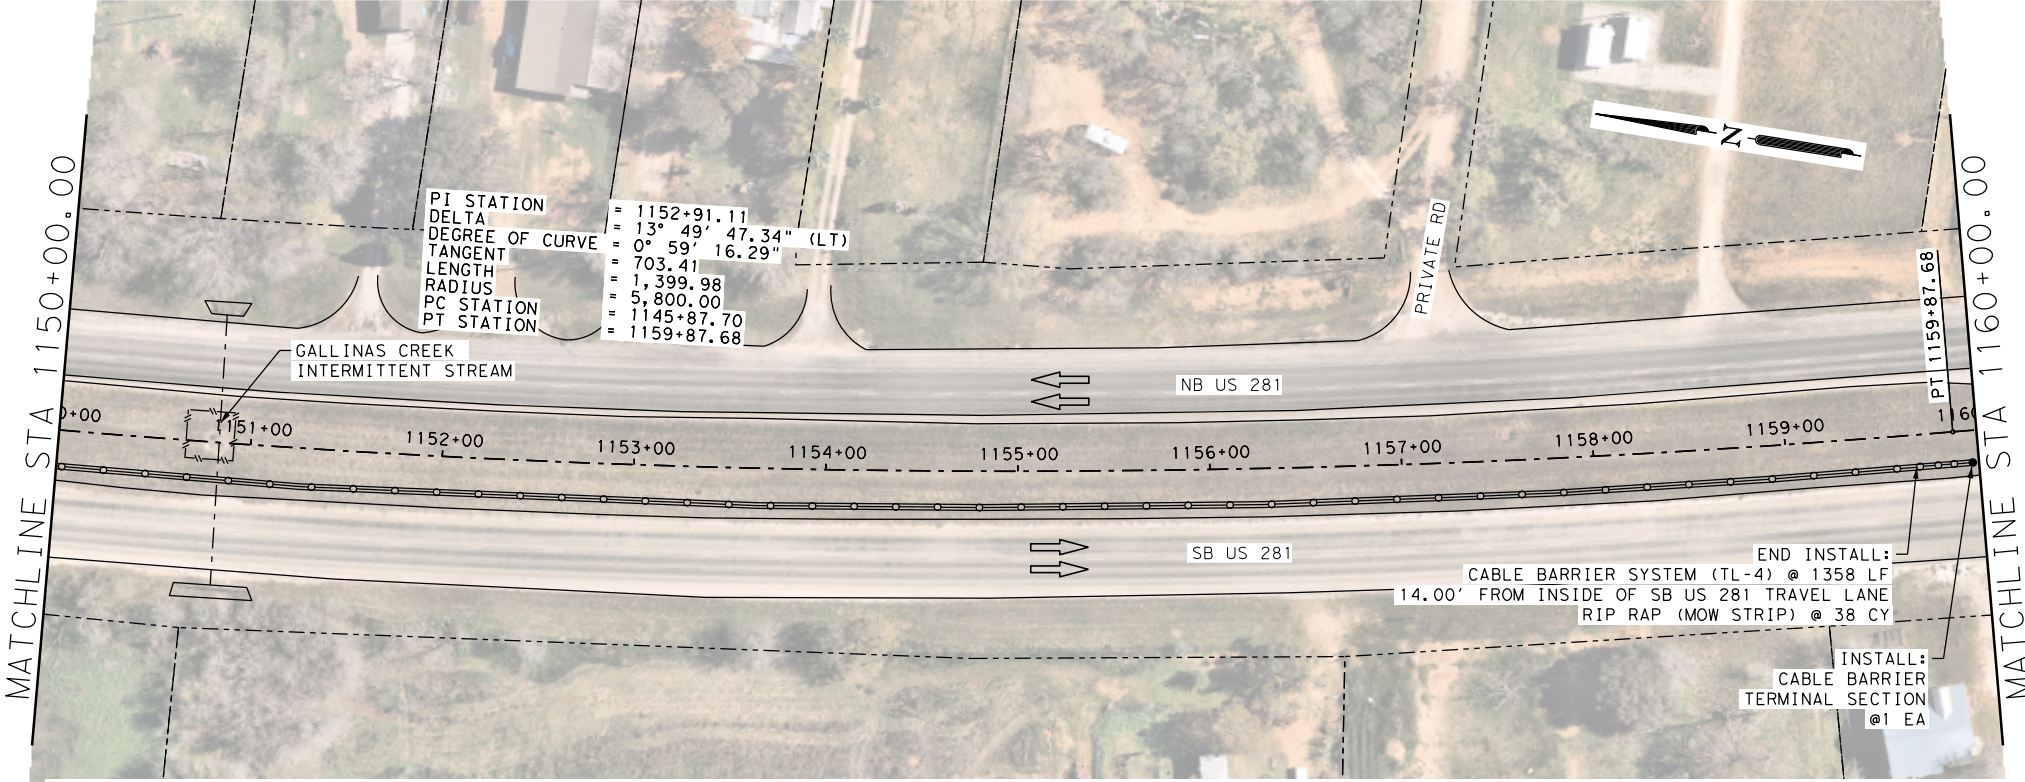 MATCHLINE STA 1150+00.00
PI STATION = 1152+91.11
DELTA = 13° 49' 47.34" (LT)
DEGREE OF CURVE = 0° 59' 16.29"
TANGENT = 703.41
LENGTH = 1,399.98
RADIUS = 5,800.00
PC STATION = 1145+87.70
PT STATION = 1159+87.68
N
PRIVATE RD
PT 1159+87.68
GALLINAS CREEK
INTERMITTENT STREAM
NB US 281
0+00
1151+00
1152+00
1153+00
1154+00
1155+00
1156+00
1157+00
1158+00
1159+00
1160
SB US 281
END INSTALL:
CABLE BARRIER SYSTEM (TL-4) @ 1358 LF
14.00' FROM INSIDE OF SB US 281 TRAVEL LANE
RIP RAP (MOW STRIP) @ 38 CY
INSTALL:
CABLE BARRIER
TERMINAL SECTION
@1 EA
MATCHLINE STA 1160+00.00